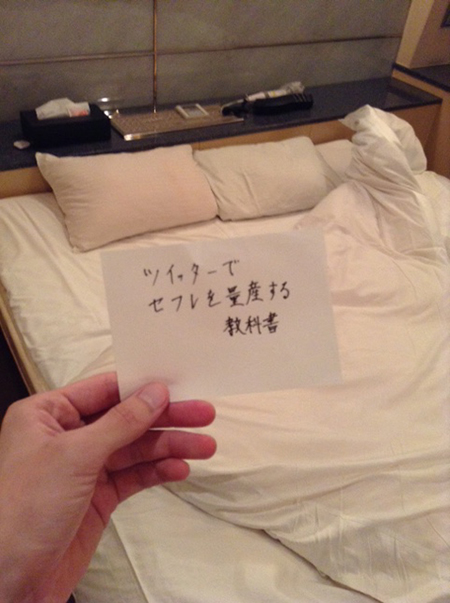 ツイッターで
セフレを量産する
教科書